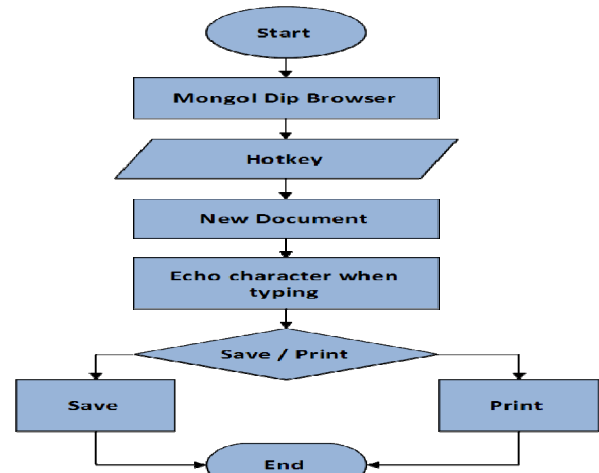 Start
Mongol Dip Browser
Hotkey
New Document
Echo character when
typing
Save / Print
Save
Print
End